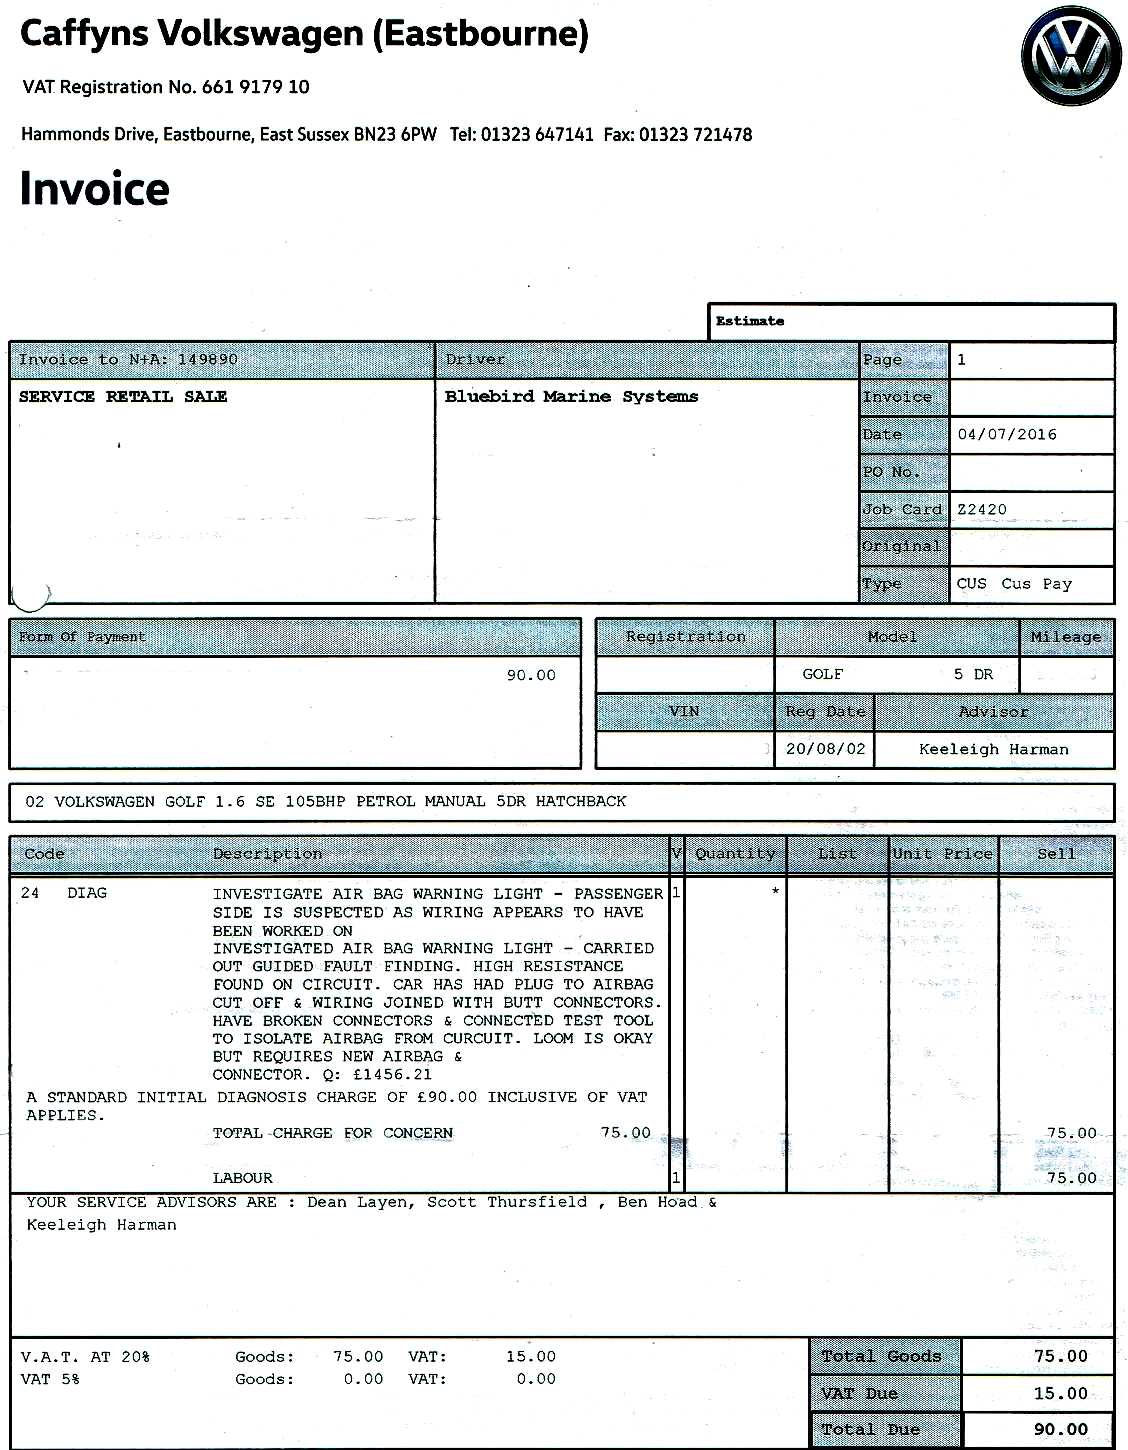 Caffyns Volkswagen (Eastbourne)
VAT Registration No. 661 9179 10
Hammonds Drive, Eastbourne, East Sussex BN23 6PW Tel: 01323 647141 Fax: 01323 721478
Invoice
Estimate
Invoice to N+A: 149890 Driver Page 1
SERVICE RETAIL SALE Bluebird Marine Systems Invoice
Date 04/07/2016
PO No.
Job Card Z2420
Original
Type CUS Cus Pay
Form Of Payment Registration Model Mileage
90.00 GOLF 5 DR
VIN Reg Date Advisor
20/08/02 Keeleigh Harman
02 VOLKSWAGEN GOLF 1.6 SE 105BHP PETROL MANUAL 5DR HATCHBACK
Code Description V Quantity List Unit Price Sell
24 DIAG INVESTIGATE AIR BAG WARNING LIGHT - PASSENGER 1 *
SIDE IS SUSPECTED AS WIRING APPEARS TO HAVE
BEEN WORKED ON
INVESTIGATED AIR BAG WARNING LIGHT - CARRIED
OUT GUIDED FAULT FINDING. HIGH RESISTANCE
FOUND ON CIRCUIT. CAR HAS HAD PLUG TO AIRBAG
CUT OFF & WIRING JOINED WITH BUTT CONNECTORS.
HAVE BROKEN CONNECTORS & CONNECTED TEST TOOL
TO ISOLATE AIRBAG FROM CURCUIT. LOOM IS OKAY
BUT REQUIRES NEW AIRBAG &
CONNECTOR. Q: £1456.21
A STANDARD INITIAL DIAGNOSIS CHARGE OF £90.00 INCLUSIVE OF VAT
APPLIES.
TOTAL CHARGE FOR CONCERN 75.00 75.00
LABOUR 1 75.00
YOUR SERVICE ADVISORS ARE : Dean Layen, Scott Thursfield , Ben Hoad &
Keeleigh Harman
V.A.T. AT 20% Goods: 75.00 VAT: 15.00 Total Goods 75.00
VAT 5% Goods: 0.00 VAT: 0.00
VAT Due 15.00
Total Due 90.00